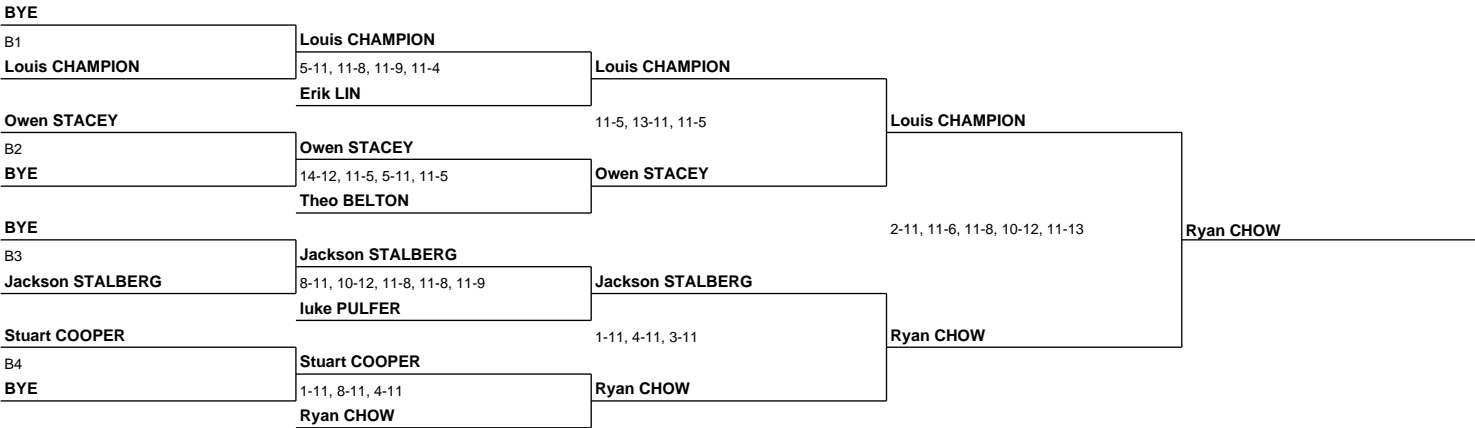 BYE
B1
Louis CHAMPION
Owen STACEY
B2
BYE
BYE
B3
Jackson STALBERG
Stuart COOPER
B4
BYE
Louis CHAMPION
5-11, 11-8, 11-9, 11-4
Erik LIN
Owen STACEY
14-12, 11-5, 5-11, 11-5
Theo BELTON
Jackson STALBERG
8-11, 10-12, 11-8, 11-8, 11-9
luke PULFER
Stuart COOPER
1-11, 8-11, 4-11
Ryan CHOW
Louis CHAMPION
11-5, 13-11, 11-5
Owen STACEY
Jackson STALBERG
1-11, 4-11, 3-11
Ryan CHOW
Louis CHAMPION
2-11, 11-6, 11-8, 10-12, 11-13
Ryan CHOW
Ryan CHOW